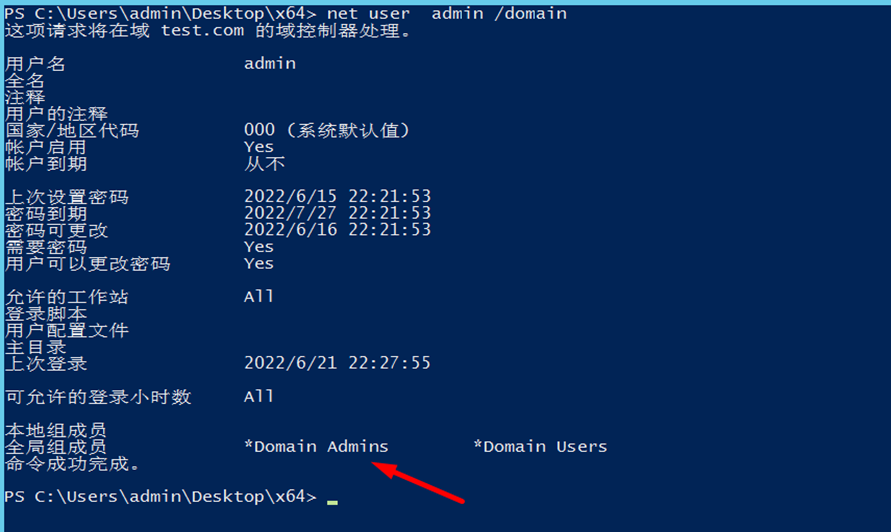 PS C:\Users\admin\Desktop\x64> net user  admin /domain
这项请求将在域 test.com 的域控制器处理。
用户名 admin
全名
注释
用户的注释
国家/地区代码 000 (系统默认值)
帐户启用 Yes
帐户到期 从不
上次设置密码 2022/6/15 22:21:53
密码到期 2022/7/27 22:21:53
密码可更改 2022/6/16 22:21:53
需要密码 Yes
用户可以更改密码 Yes
允许的工作站 All
登录脚本
用户配置文件
主目录
上次登录 2022/6/21 22:27:55
可允许的登录小时数 All
本地组成员
全局组成员 *Domain Admins *Domain Users
命令成功完成。
PS C:\Users\admin\Desktop\x64>